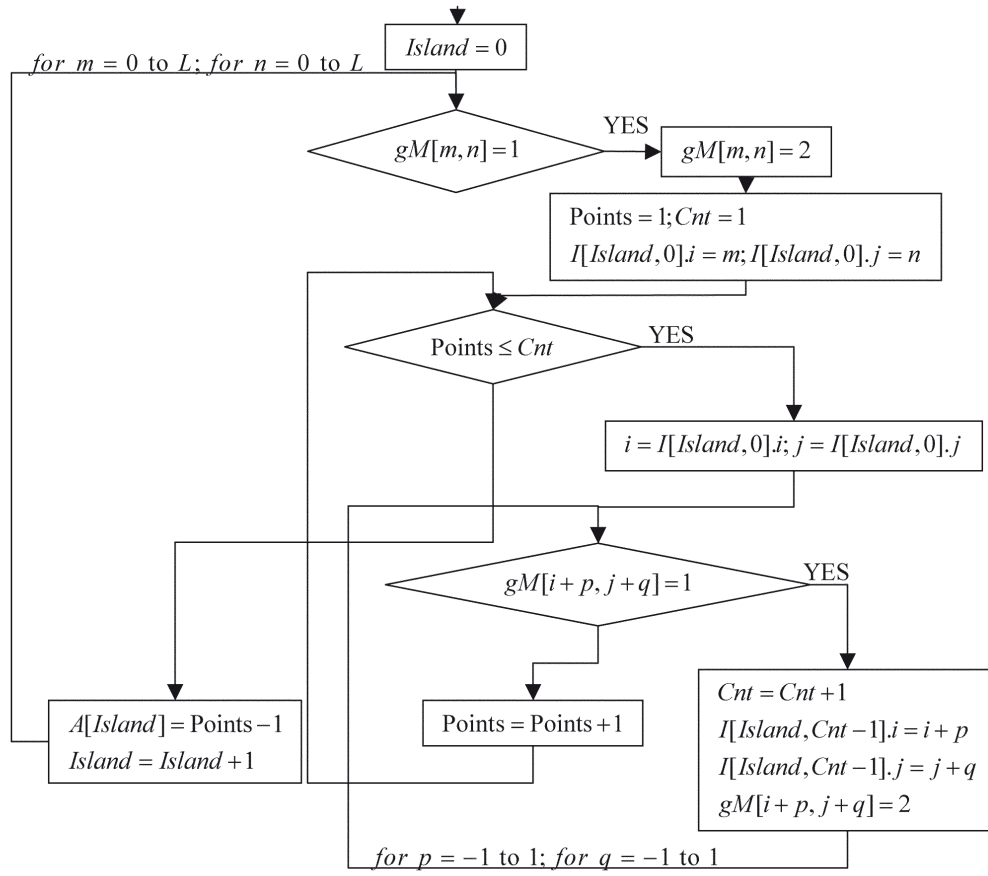 Island = 0
for m = 0 to L; for n = 0 to L
gM[m,n]=1
YES
gM[m,n]=2
Points = 1;Cnt = 1
I[Island,0].i = m; I[Island,0].j = n
Points ≤ Cnt
YES
i = I[Island,0].i; j = I[Island,0].j
gM[i + p, j + q] = 1
YES
A[Island] = Points −1
Island = Island +1
Points = Points +1
Cnt = Cnt +1
I[Island,Cnt −1].i = i + p
I[Island,Cnt −1].j = j + q
gM[i + p, j + q] = 2
for p = −1 to 1; for q = −1 to 1